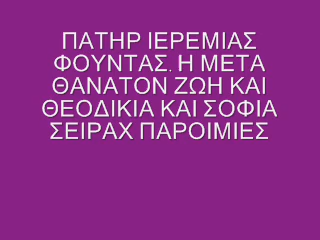 ΠΑΤΗΡ ΙΕΡΕΜΙΑΣ
ΦΟΥΝΤΑΣ. Η ΜΕΤΑ
ΘΑΝΑΤΟΝ ΖΩΗ ΚΑΙ
ΘΕΟΔΙΚΙΑ ΚΑΙ ΣΟΦΙΑ
ΣΕΙΡΑΧ ΠΑΡΟΙΜΙΕΣ